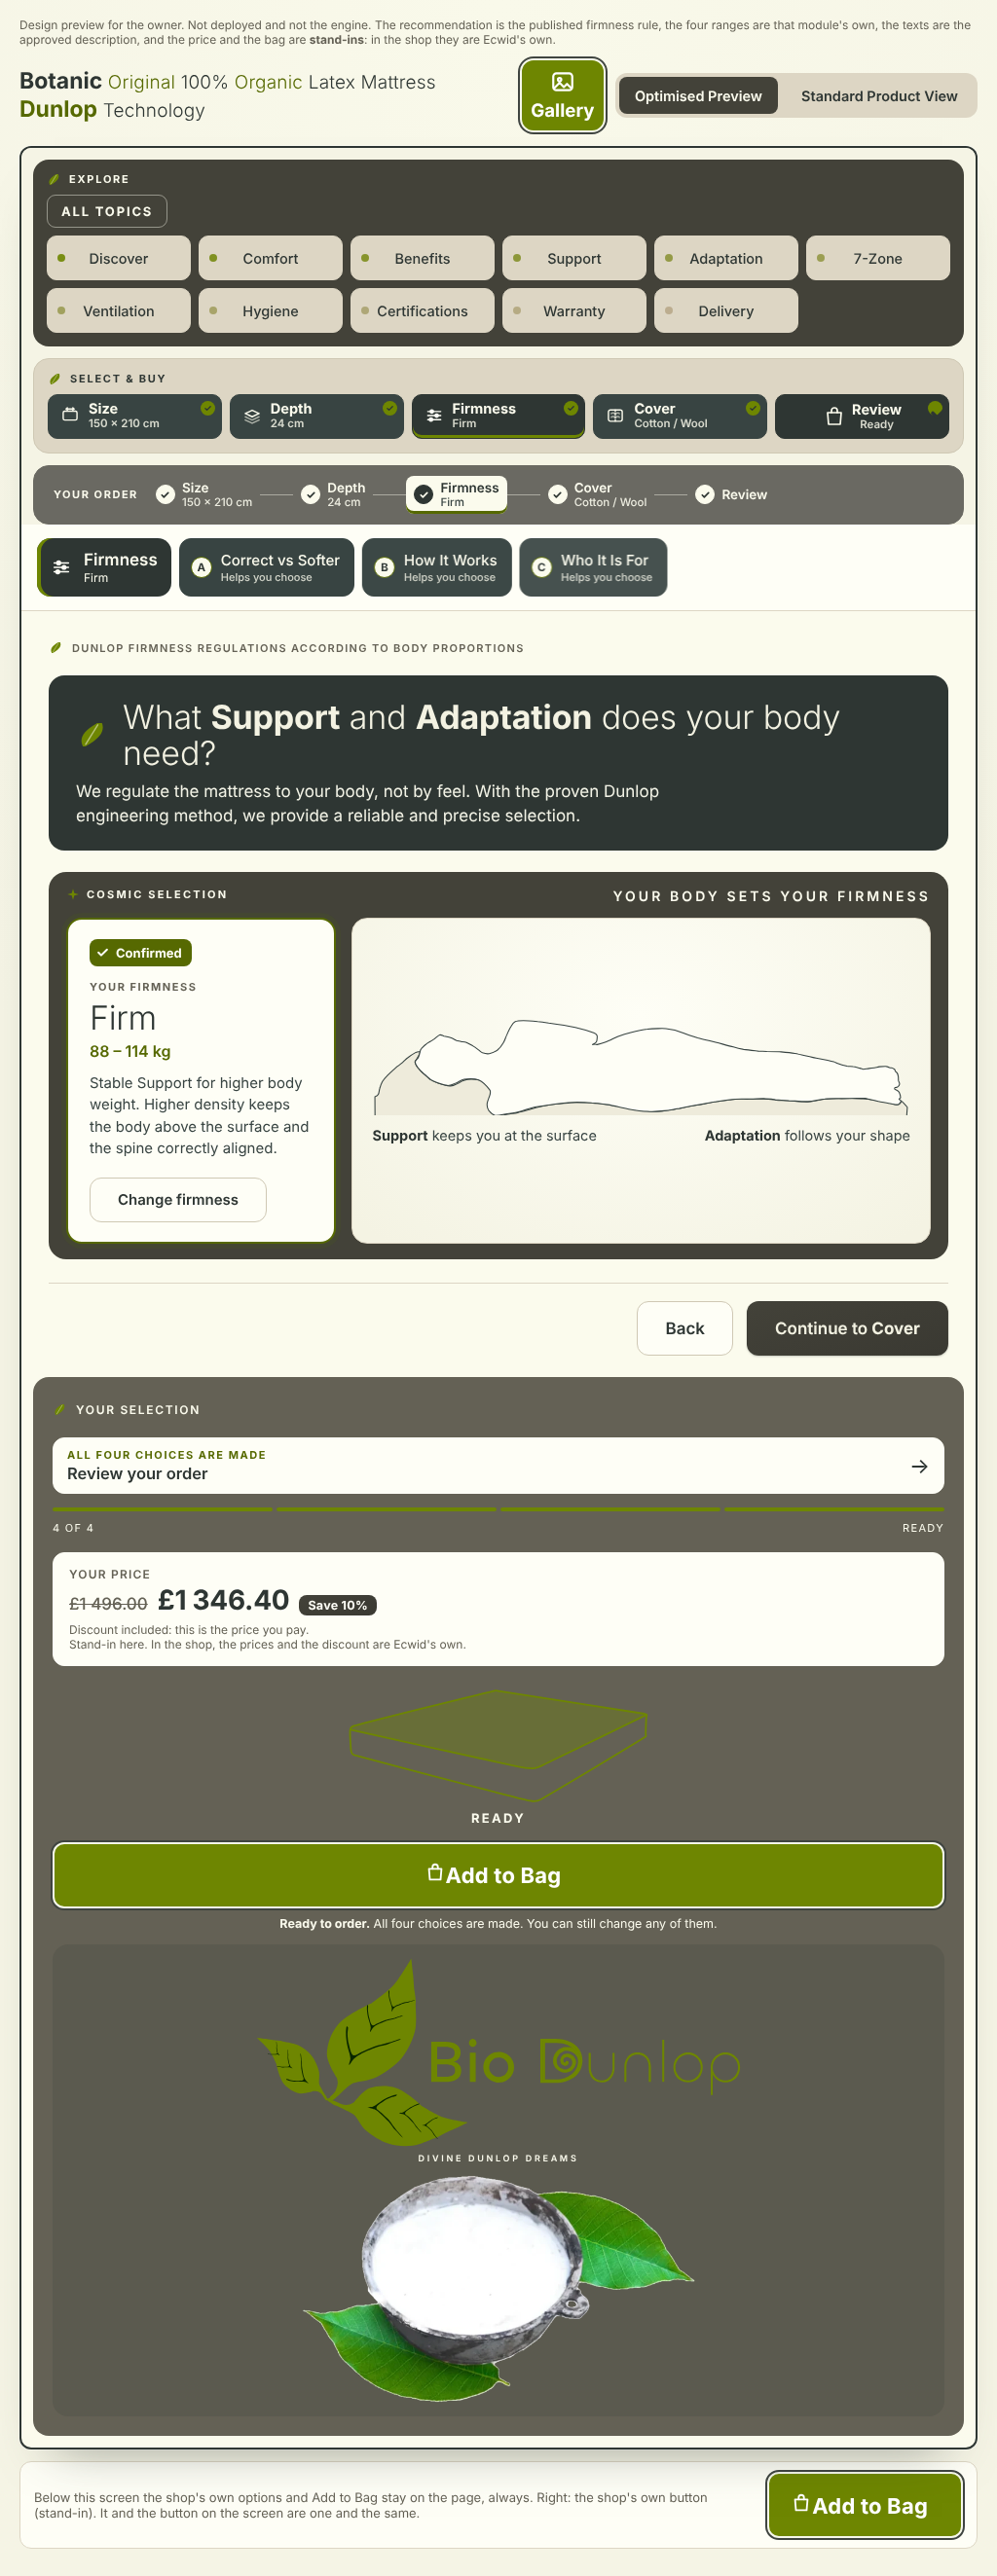 Design preview for the owner. Not deployed and not the engine. The recommendation is the published firmness rule, the four ranges are that module's own, the texts are the
approved description, and the price and the bag are stand-ins: in the shop they are Ecwid's own.
Botanic Original 100% Organic Latex Mattress
Dunlop Technology
Gallery
Optimised Preview
Standard Product View
EXPLORE
ALL TOPICS
Discover
Comfort
Benefits
Support
Adaptation
7-Zone
Ventilation
Hygiene
Certifications
Warranty
Delivery
SELECT & BUY
Size
150 × 210 cm
Depth
24 cm
Firmness
Firm
Cover
Cotton / Wool
Review
Ready
YOUR ORDER
Size
150 × 210 cm
Depth
24 cm
Firmness
Firm
Cover
Cotton / Wool
Review
Firmness
Firm
A
Correct vs Softer
Helps you choose
B
How It Works
Helps you choose
C
Who It Is For
Helps you choose
DUNLOP FIRMNESS REGULATIONS ACCORDING TO BODY PROPORTIONS
What Support and Adaptation does your body
need?
We regulate the mattress to your body, not by feel. With the proven Dunlop
engineering method, we provide a reliable and precise selection.
COSMIC SELECTION
YOUR BODY SETS YOUR FIRMNESS
Confirmed
YOUR FIRMNESS
Firm
88 – 114 kg
Stable Support for higher body
weight. Higher density keeps
the body above the surface and
the spine correctly aligned.
Change firmness
Support keeps you at the surface
Adaptation follows your shape
Back
Continue to Cover
YOUR SELECTION
ALL FOUR CHOICES ARE MADE
Review your order
4 OF 4
READY
YOUR PRICE
£1 496.00 £1 346.40 Save 10%
Discount included: this is the price you pay.
Stand-in here. In the shop, the prices and the discount are Ecwid's own.
READY
Add to Bag
Ready to order. All four choices are made. You can still change any of them.
Bio Dunlop
DIVINE DUNLOP DREAMS
Below this screen the shop's own options and Add to Bag stay on the page, always. Right: the shop's own button
(stand-in). It and the button on the screen are one and the same.
Add to Bag